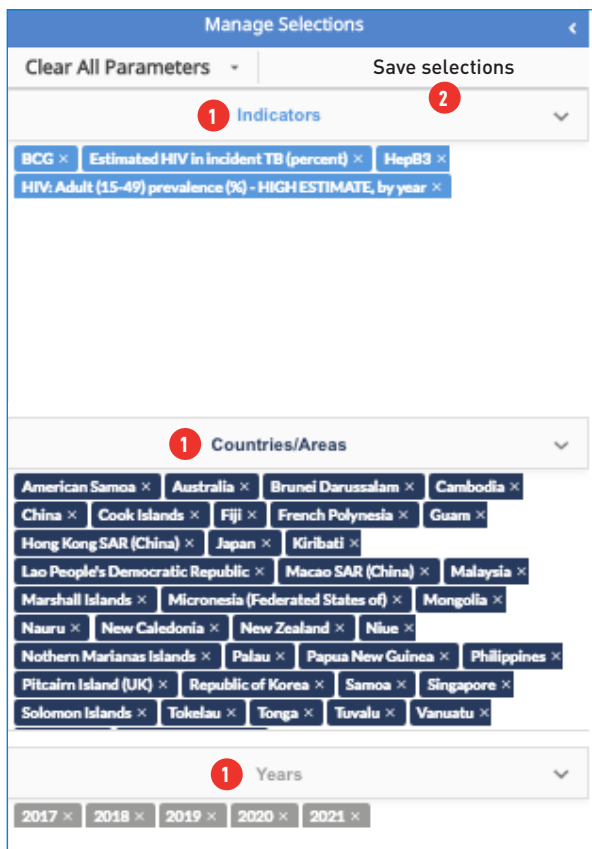 Manage Selections
Clear All Parameters Save selections
2
1 Indicators
BCG × Estimated HIV in incident TB (percent) × HepB3 ×
HIV: Adult (15-49) prevalence (%) - HIGH ESTIMATE, by year ×
1 Countries/Areas
American Samoa × Australia × Brunei Darussalam × Cambodia ×
China × Cook Islands × Fiji × French Polynesia × Guam ×
Hong Kong SAR (China) × Japan × Kiribati ×
Lao People's Democratic Republic × Macao SAR (China) × Malaysia ×
Marshall Islands × Micronesia (Federated States of) × Mongolia ×
Nauru × New Caledonia × New Zealand × Niue ×
Nothern Marianas Islands × Palau × Papua New Guinea × Philippines ×
Pitcairn Island (UK) × Republic of Korea × Samoa × Singapore ×
Solomon Islands × Tokelau × Tonga × Tuvalu × Vanuatu ×
1 Years
2017 × 2018 × 2019 × 2020 × 2021 ×